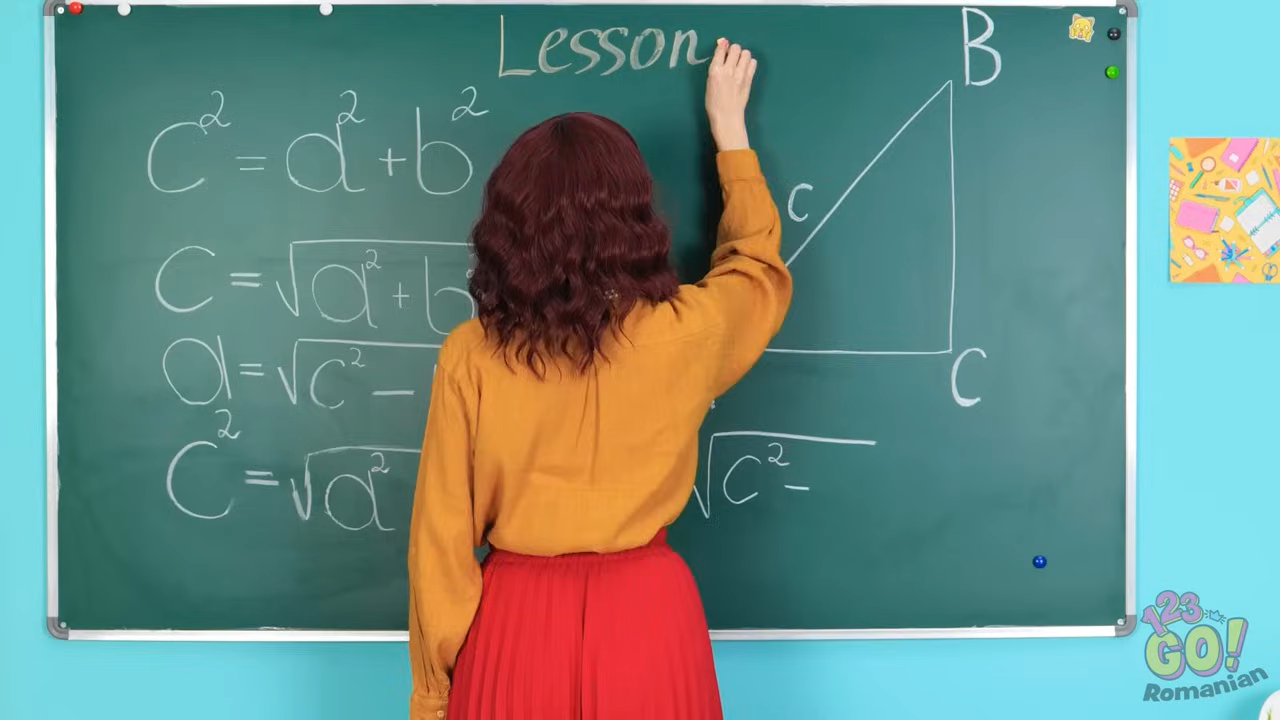 Lesson
B
C² = a² + b²
c
C = √a² + b
a = √c² −
C
C² = √a²
√c² −
123
GO!
Romanian